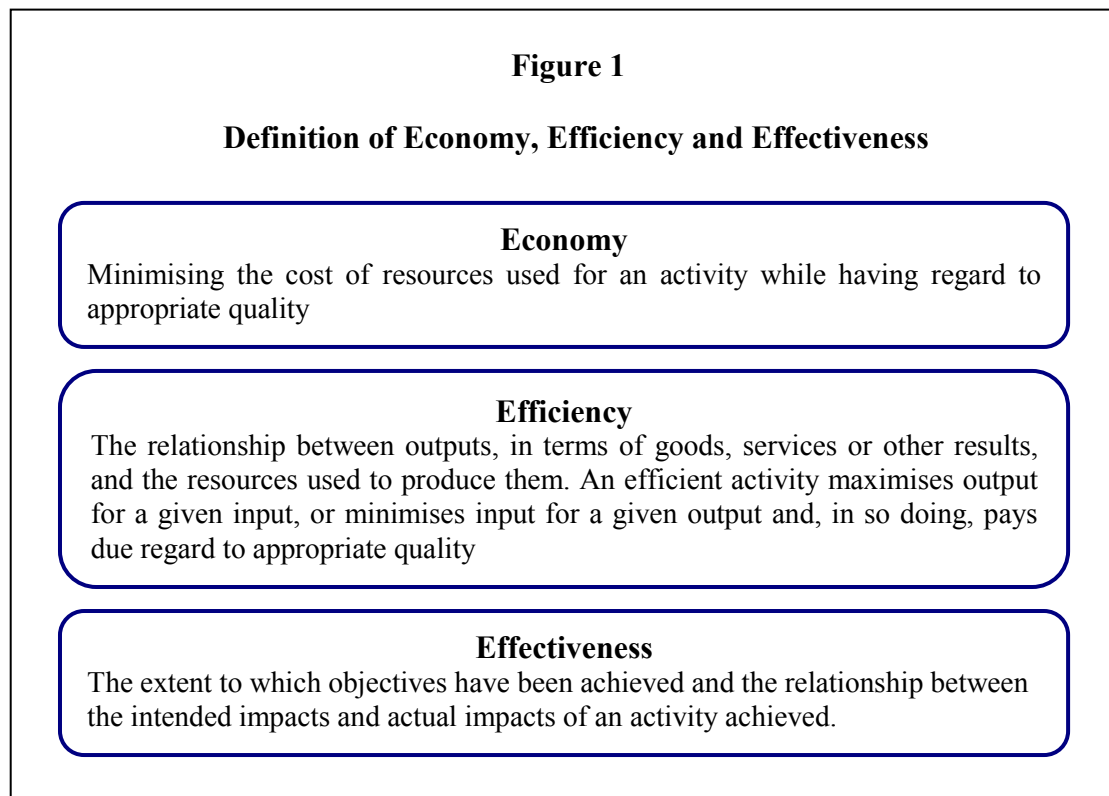 Figure 1
Definition of Economy, Efficiency and Effectiveness
Economy
Minimising the cost of resources used for an activity while having regard to
appropriate quality
Efficiency
The relationship between outputs, in terms of goods, services or other results,
and the resources used to produce them. An efficient activity maximises output
for a given input, or minimises input for a given output and, in so doing, pays
due regard to appropriate quality
Effectiveness
The extent to which objectives have been achieved and the relationship between
the intended impacts and actual impacts of an activity achieved.